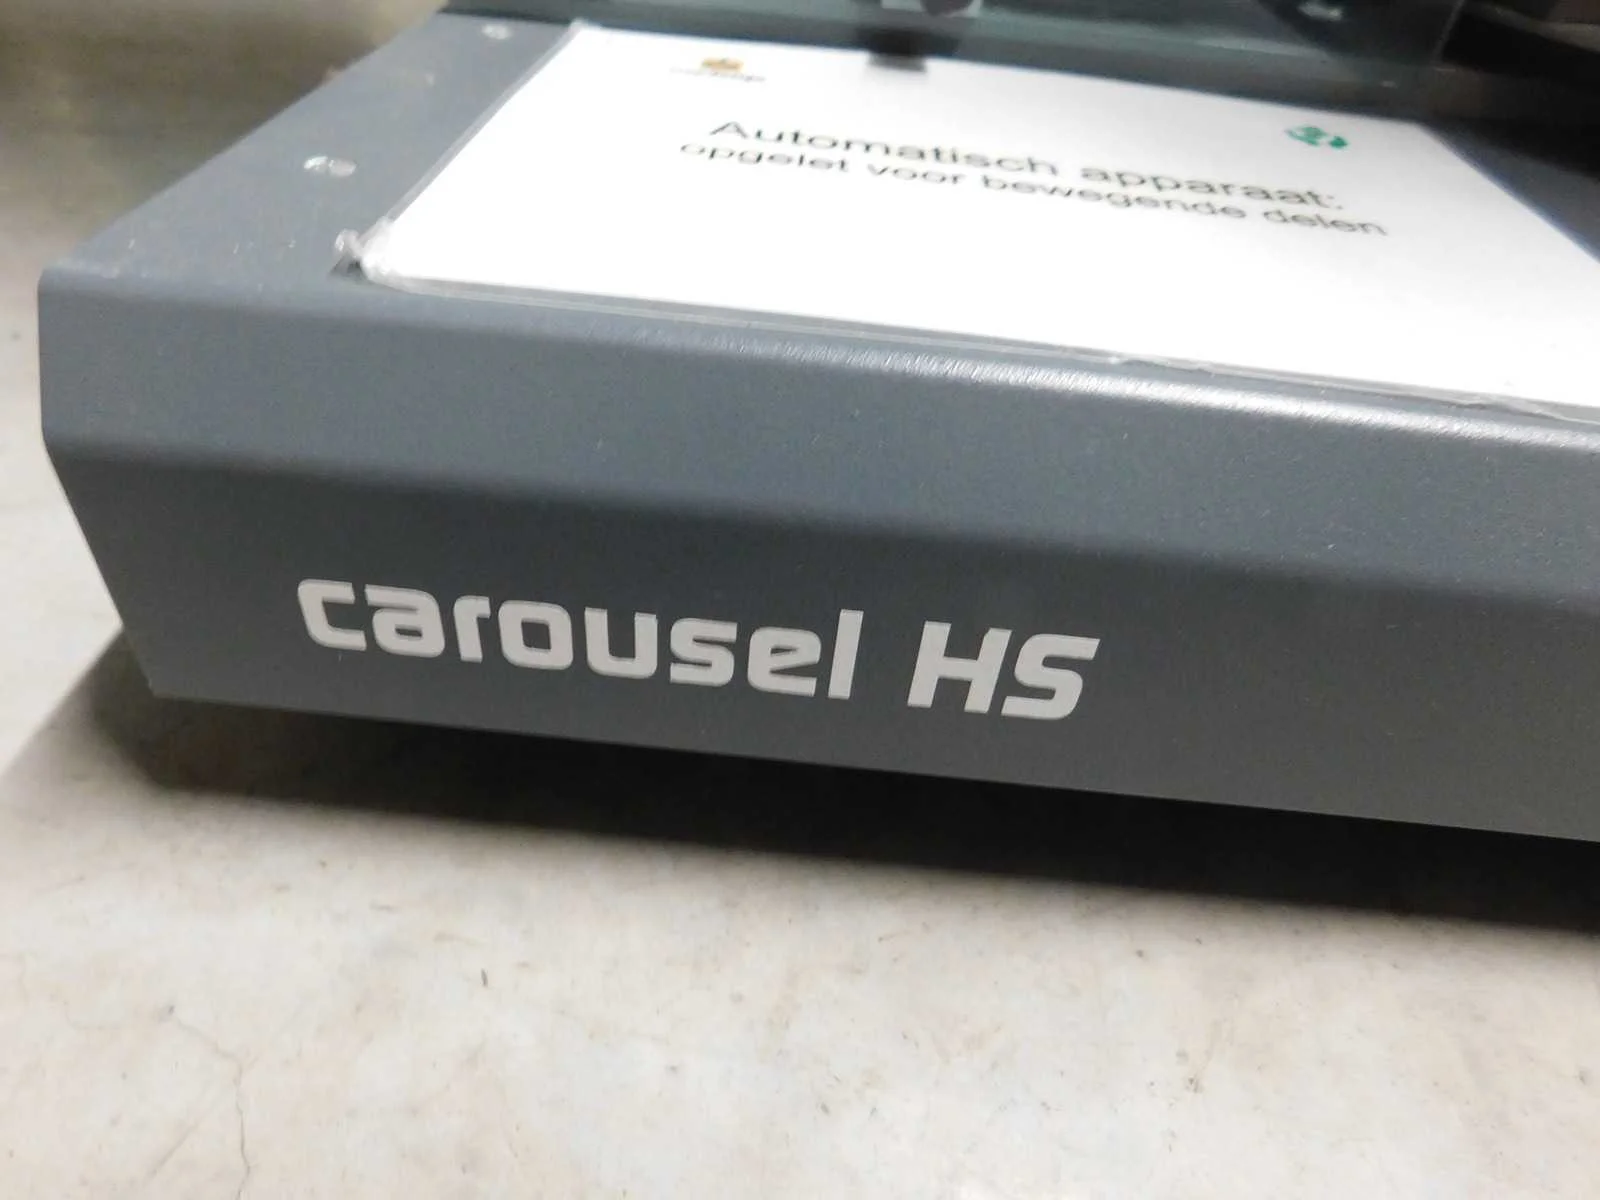 Automatisch apparaat:
opgelet voor bewegende delen
carousel HS